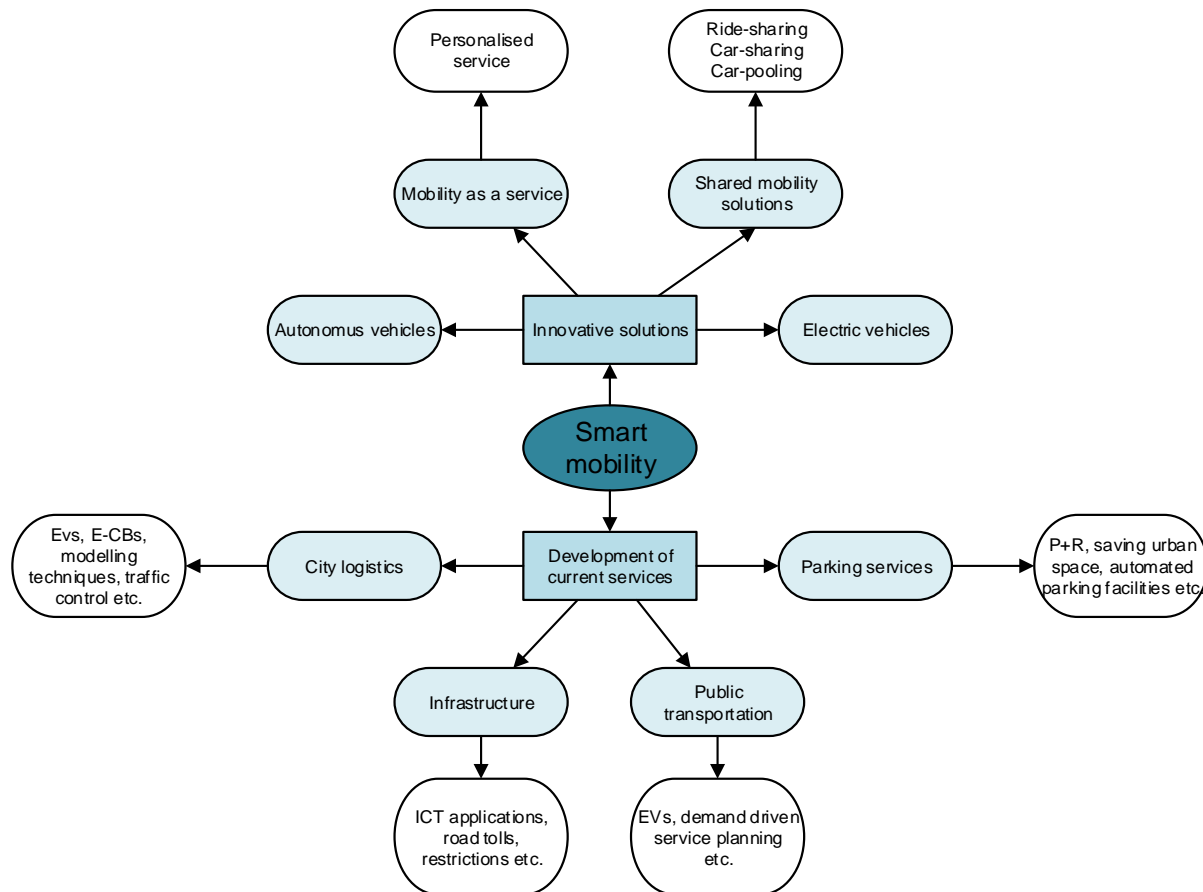 Personalised
service
Ride-sharing
Car-sharing
Car-pooling
Mobility as a service
Shared mobility
solutions
Autonomus vehicles
Innovative solutions
Electric vehicles
Smart
mobility
Evs, E-CBs,
modelling
techniques, traffic
control etc.
City logistics
Development of
current services
Parking services
P+R, saving urban
space, automated
parking facilities etc.
Infrastructure
Public
transportation
ICT applications,
road tolls,
restrictions etc.
EVs, demand driven
service planning
etc.